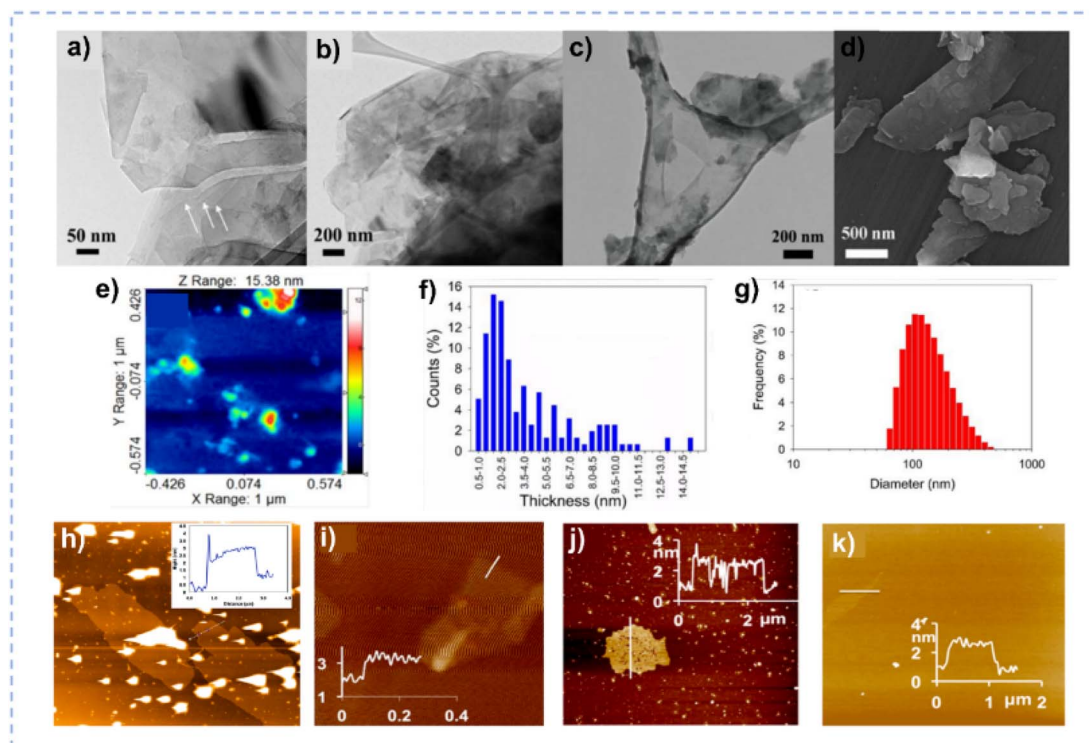 a)
b)
c)
d)
50 nm
200 nm
200 nm
500 nm
e)
Z Range: 15.38 nm
Y Range: 1 µm
0.426
-0.074
-0.574
-0.426 0.074 0.574
X Range: 1 µm
f)
Counts (%)
16
14
12
10
8
6
4
2
0
0.5-1.0
2.0-2.5
3.5-4.0
5.0-5.5
6.5-7.0
8.0-8.5
9.5-10.0
11.0-11.5
12.5-13.0
14.0-14.5
Thickness (nm)
g)
Frequency (%)
14
12
10
8
6
4
2
0
10 100 1000
Diameter (nm)
h)
Distance (µm)
i)
3
1
0 0.2 0.4
j)
4
nm
2
0
0 2 µm
k)
4
nm
2
0
0 1 µm 2